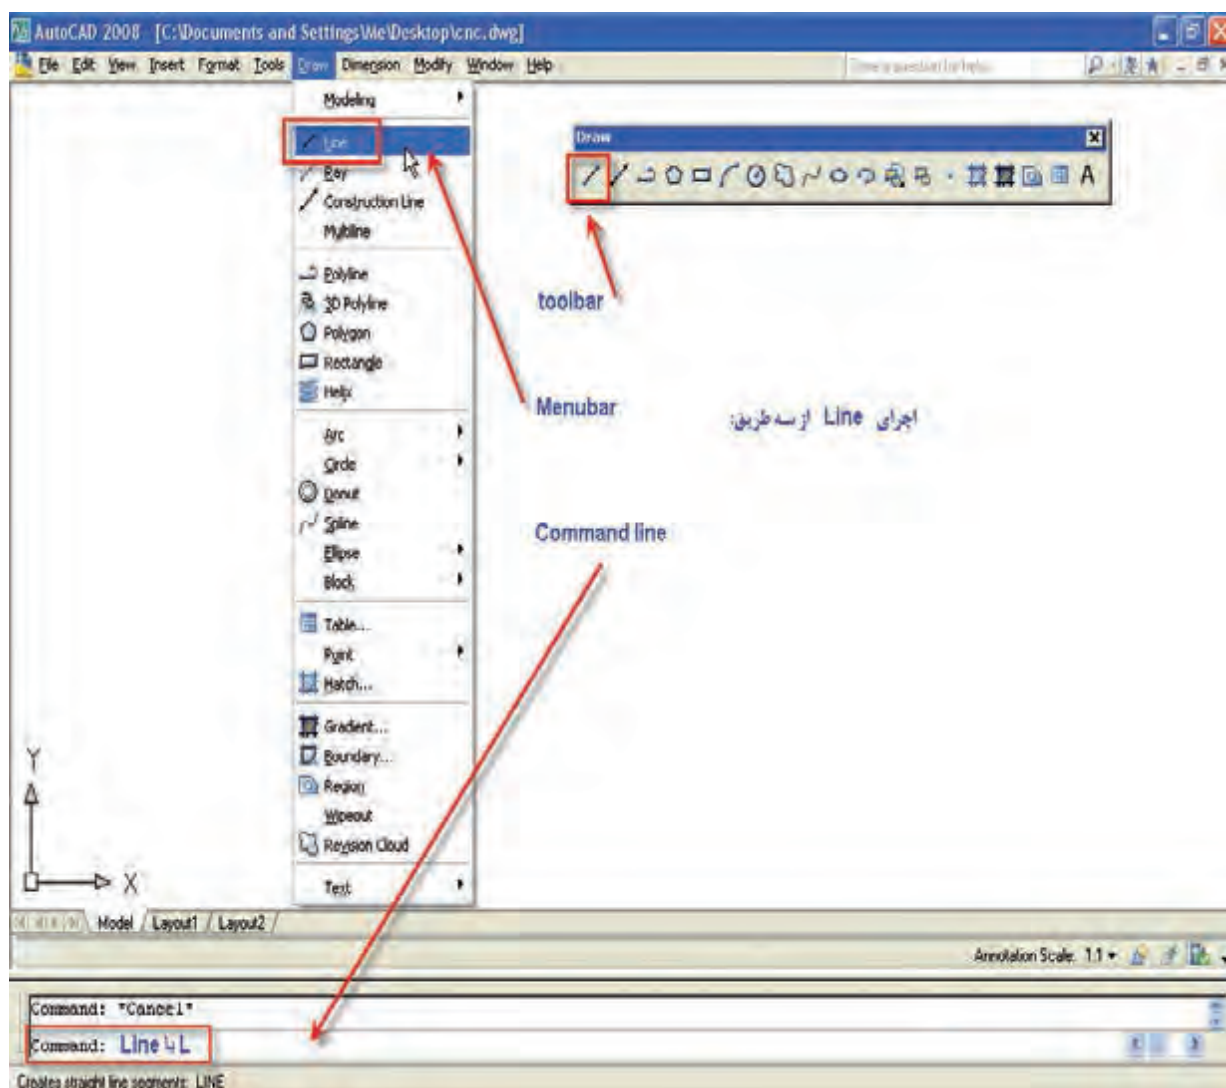 AutoCAD 2008 [C:\Documents and Settings\Me\Desktop\cnc.dwg]
File Edit View Insert Format Tools Draw Dimension Modify Window Help
Modeling
Line
Ray
Construction Line
Multiline
Polyline
3D Polyline
Polygon
Rectangle
Helix
Arc
Circle
Donut
Spline
Ellipse
Block
Table...
Point
Hatch...
Gradient...
Boundary...
Region
Wipeout
Revision Cloud
Text
Draw
A
toolbar
Menubar
اجرای Line از سه طریق:
Command line
Y
X
Model Layout1 Layout2
Annotation Scale: 1:1
Command: *Cancel*
Command: Line یا L
Creates straight line segments: LINE